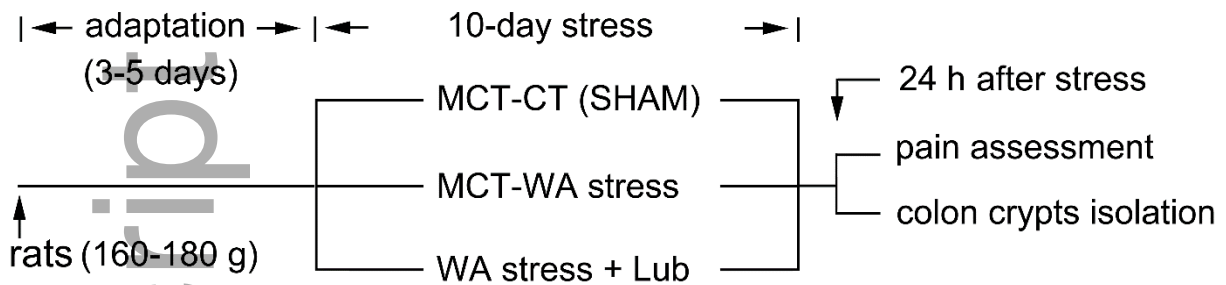 adaptation
(3-5 days)
10-day stress
MCT-CT (SHAM)
MCT-WA stress
WA stress + Lub
rats (160-180 g)
24 h after stress
pain assessment
colon crypts isolation
ript